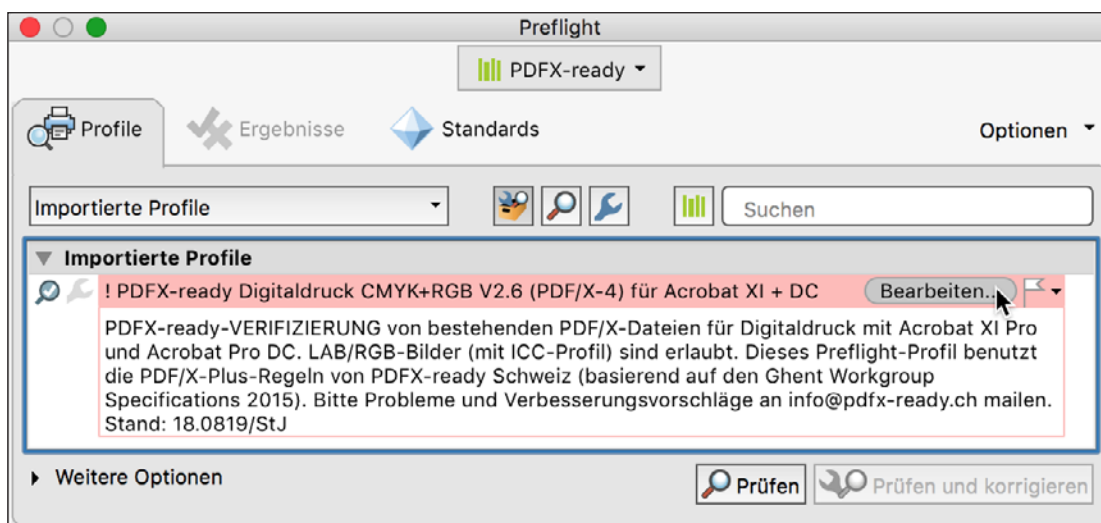 Preflight
PDFX-ready
Profile
Ergebnisse
Standards
Optionen
Importierte Profile
Suchen
Importierte Profile
! PDFX-ready Digitaldruck CMYK+RGB V2.6 (PDF/X-4) für Acrobat XI + DC
Bearbeiten...
PDFX-ready-VERIFIZIERUNG von bestehenden PDF/X-Dateien für Digitaldruck mit Acrobat XI Pro
und Acrobat Pro DC. LAB/RGB-Bilder (mit ICC-Profil) sind erlaubt. Dieses Preflight-Profil benutzt
die PDF/X-Plus-Regeln von PDFX-ready Schweiz (basierend auf den Ghent Workgroup
Specifications 2015). Bitte Probleme und Verbesserungsvorschläge an info@pdfx-ready.ch mailen.
Stand: 18.0819/StJ
Weitere Optionen
Prüfen
Prüfen und korrigieren